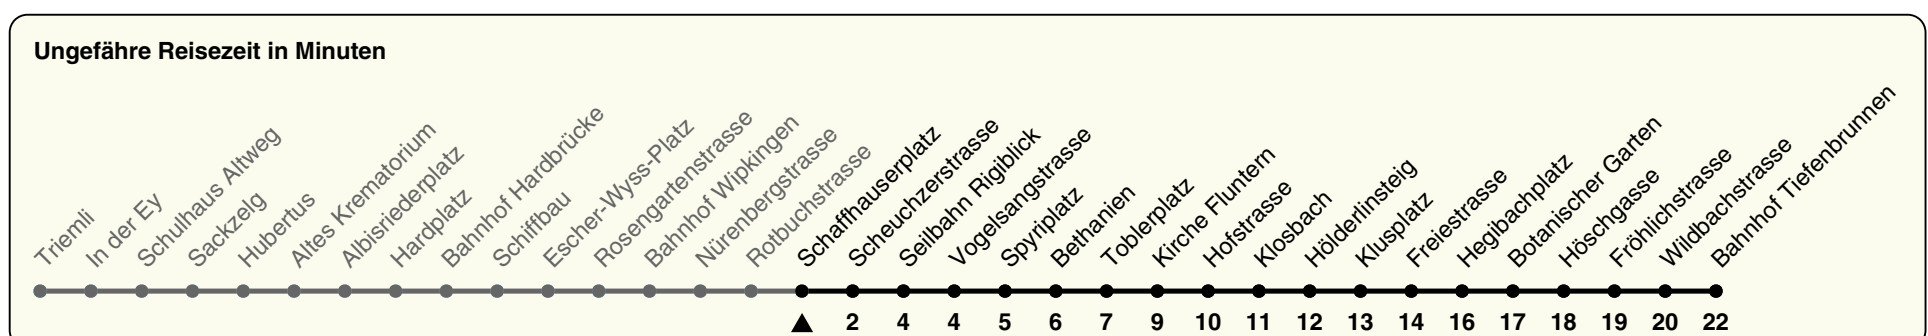 Ungefähre Reisezeit in Minuten
Triemli
In der Ey
Schulhaus Altweg
Sackzelg
Hubertus
Altes Krematorium
Albisriederplatz
Hardplatz
Bahnhof Hardbrücke
Schiffbau
Escher-Wyss-Platz
Rosengartenstrasse
Bahnhof Wipkingen
Nürenbergstrasse
Rotbuchstrasse
Schaffhauserplatz
Scheuchzerstrasse
Seilbahn Rigiblick
Vogelsangstrasse
Spyriplatz
Bethanien
Toblerplatz
Kirche Fluntern
Hofstrasse
Klosbach
Hölderlinsteig
Klusplatz
Freiestrasse
Hegibachplatz
Botanischer Garten
Höschgasse
Fröhlichstrasse
Wildbachstrasse
Bahnhof Tiefenbrunnen
2 4 4 5 6 7 9 10 11 12 13 14 16 17 18 19 20 22